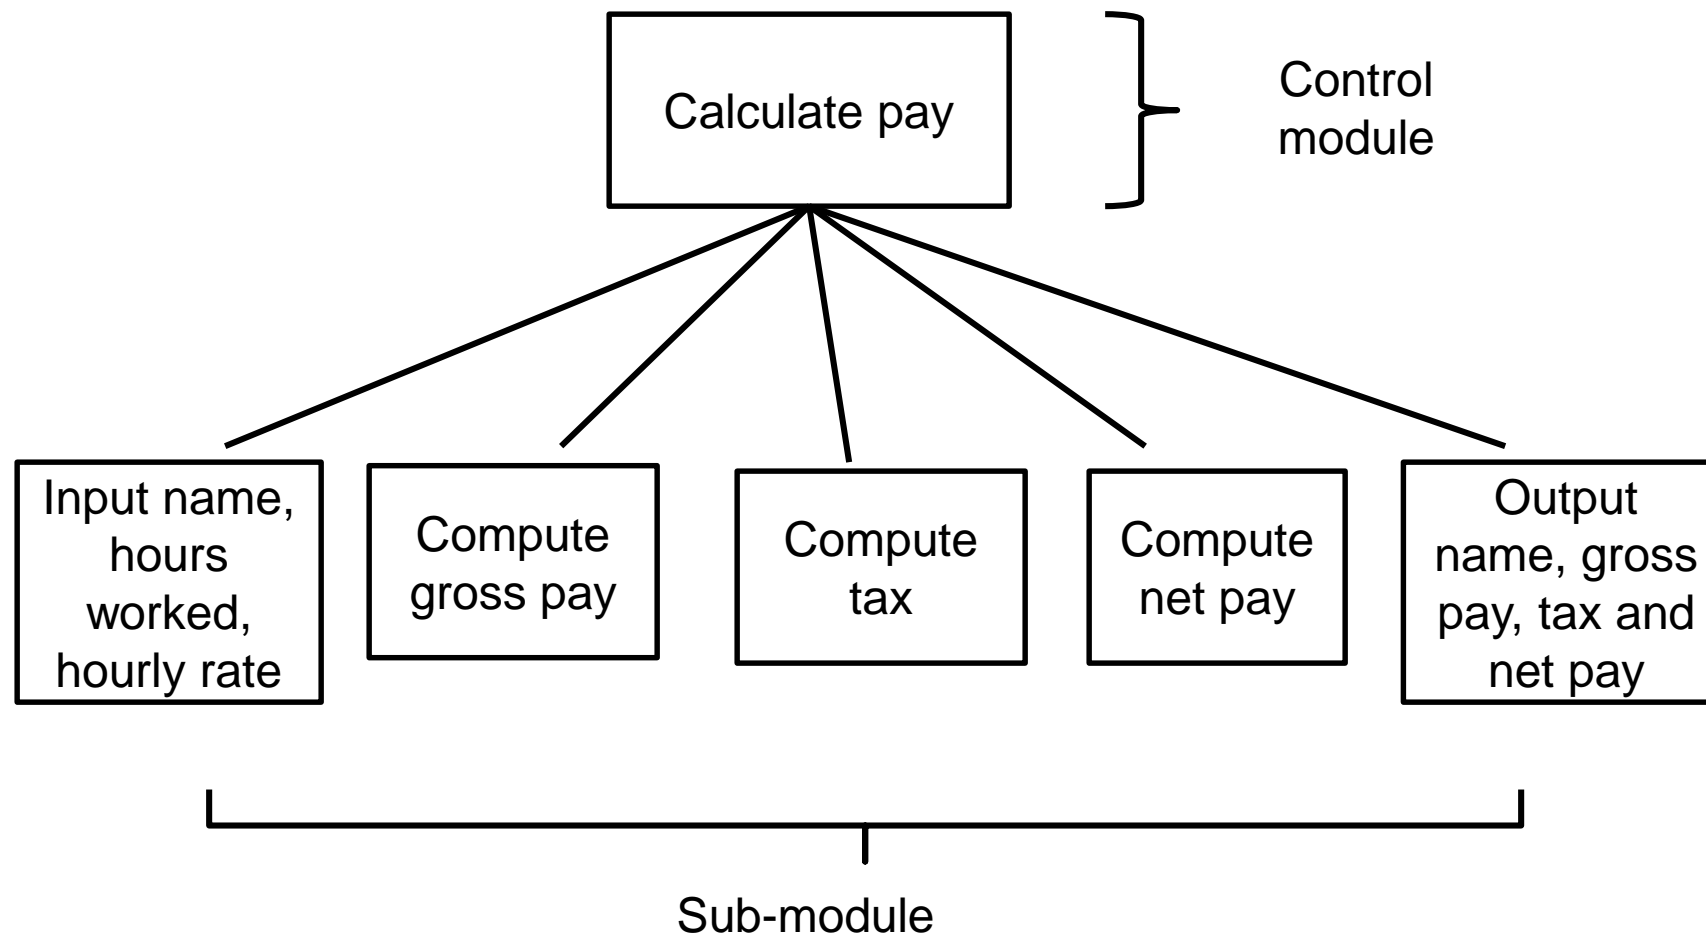 Calculate pay
Control
module
Input name,
hours
worked,
hourly rate
Compute
gross pay
Compute
tax
Compute
net pay
Output
name, gross
pay, tax and
net pay
Sub-module